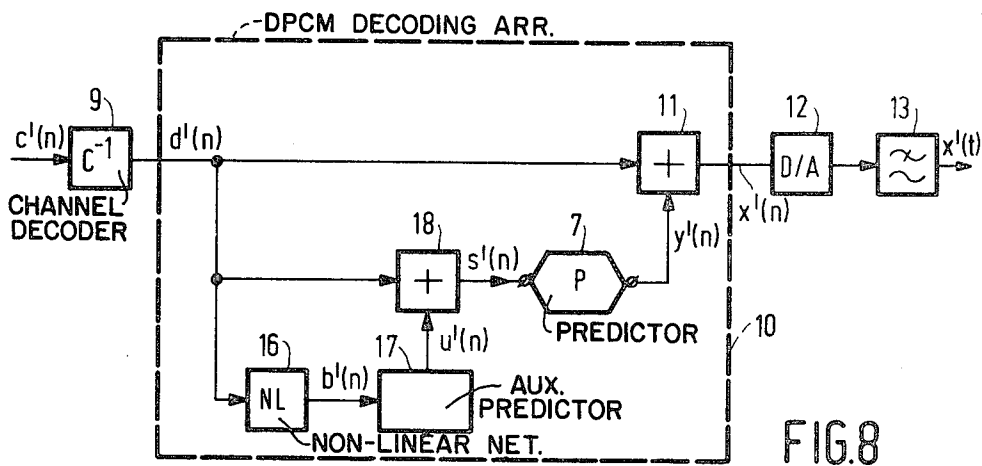 DPCM DECODING ARR.
9
11
12
13
c'(n)
C⁻¹
d'(n)
+
D/A
x'(t)
x'(n)
CHANNEL
DECODER
18
7
y'(n)
+
s'(n)
P
PREDICTOR
10
u'(n)
16
17
NL
b'(n)
AUX.
PREDICTOR
NON-LINEAR NET.
FIG.8